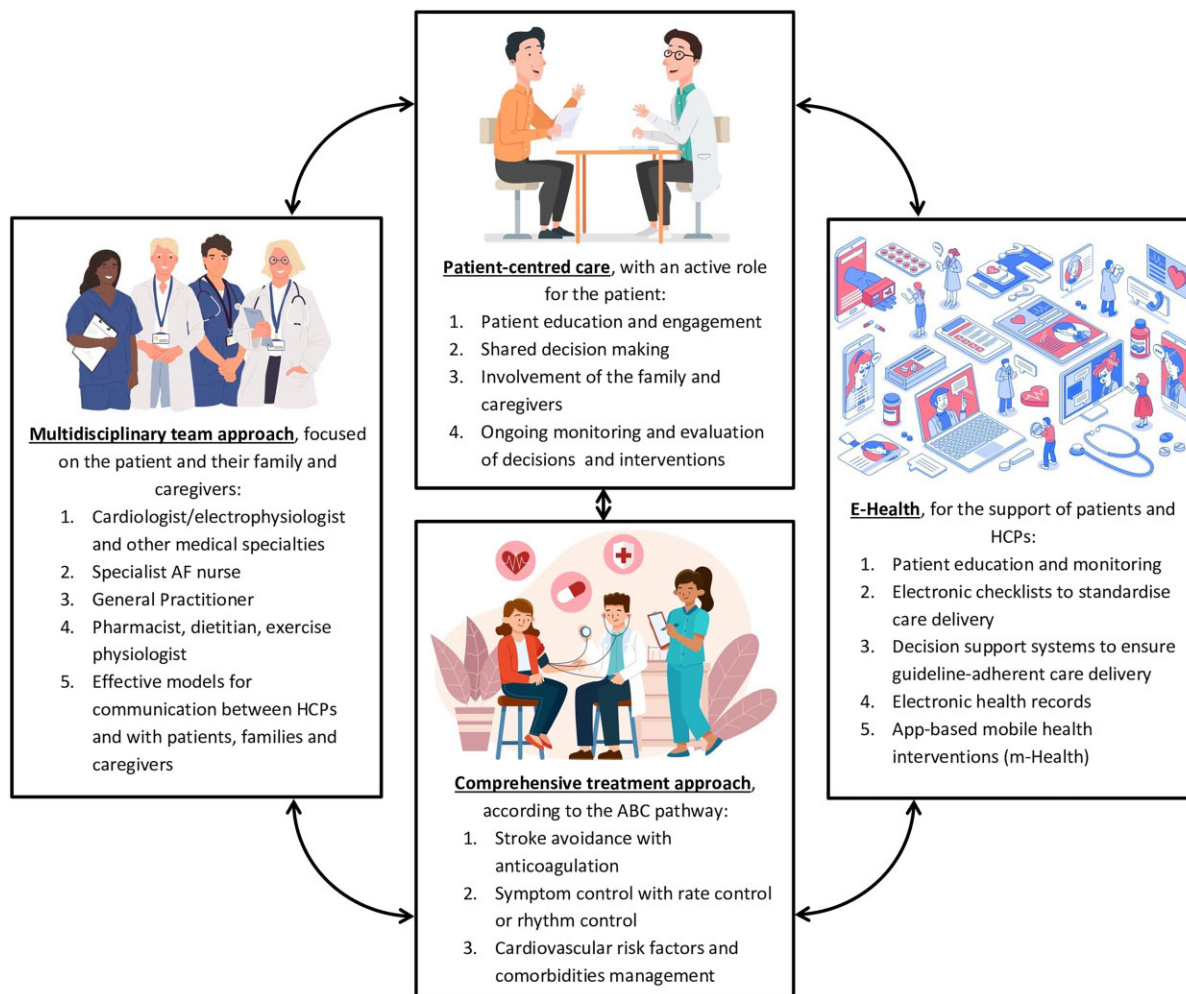 Patient-centred care, with an active role
for the patient:
1. Patient education and engagement
2. Shared decision making
3. Involvement of the family and
caregivers
4. Ongoing monitoring and evaluation
of decisions and interventions
Multidisciplinary team approach, focused
on the patient and their family and
caregivers:
1. Cardiologist/electrophysiologist
and other medical specialties
2. Specialist AF nurse
3. General Practitioner
4. Pharmacist, dietitian, exercise
physiologist
5. Effective models for
communication between HCPs
and with patients, families and
caregivers
E-Health, for the support of patients and
HCPs:
1. Patient education and monitoring
2. Electronic checklists to standardise
care delivery
3. Decision support systems to ensure
guideline-adherent care delivery
4. Electronic health records
5. App-based mobile health
interventions (m-Health)
Comprehensive treatment approach,
according to the ABC pathway:
1. Stroke avoidance with
anticoagulation
2. Symptom control with rate control
or rhythm control
3. Cardiovascular risk factors and
comorbidities management